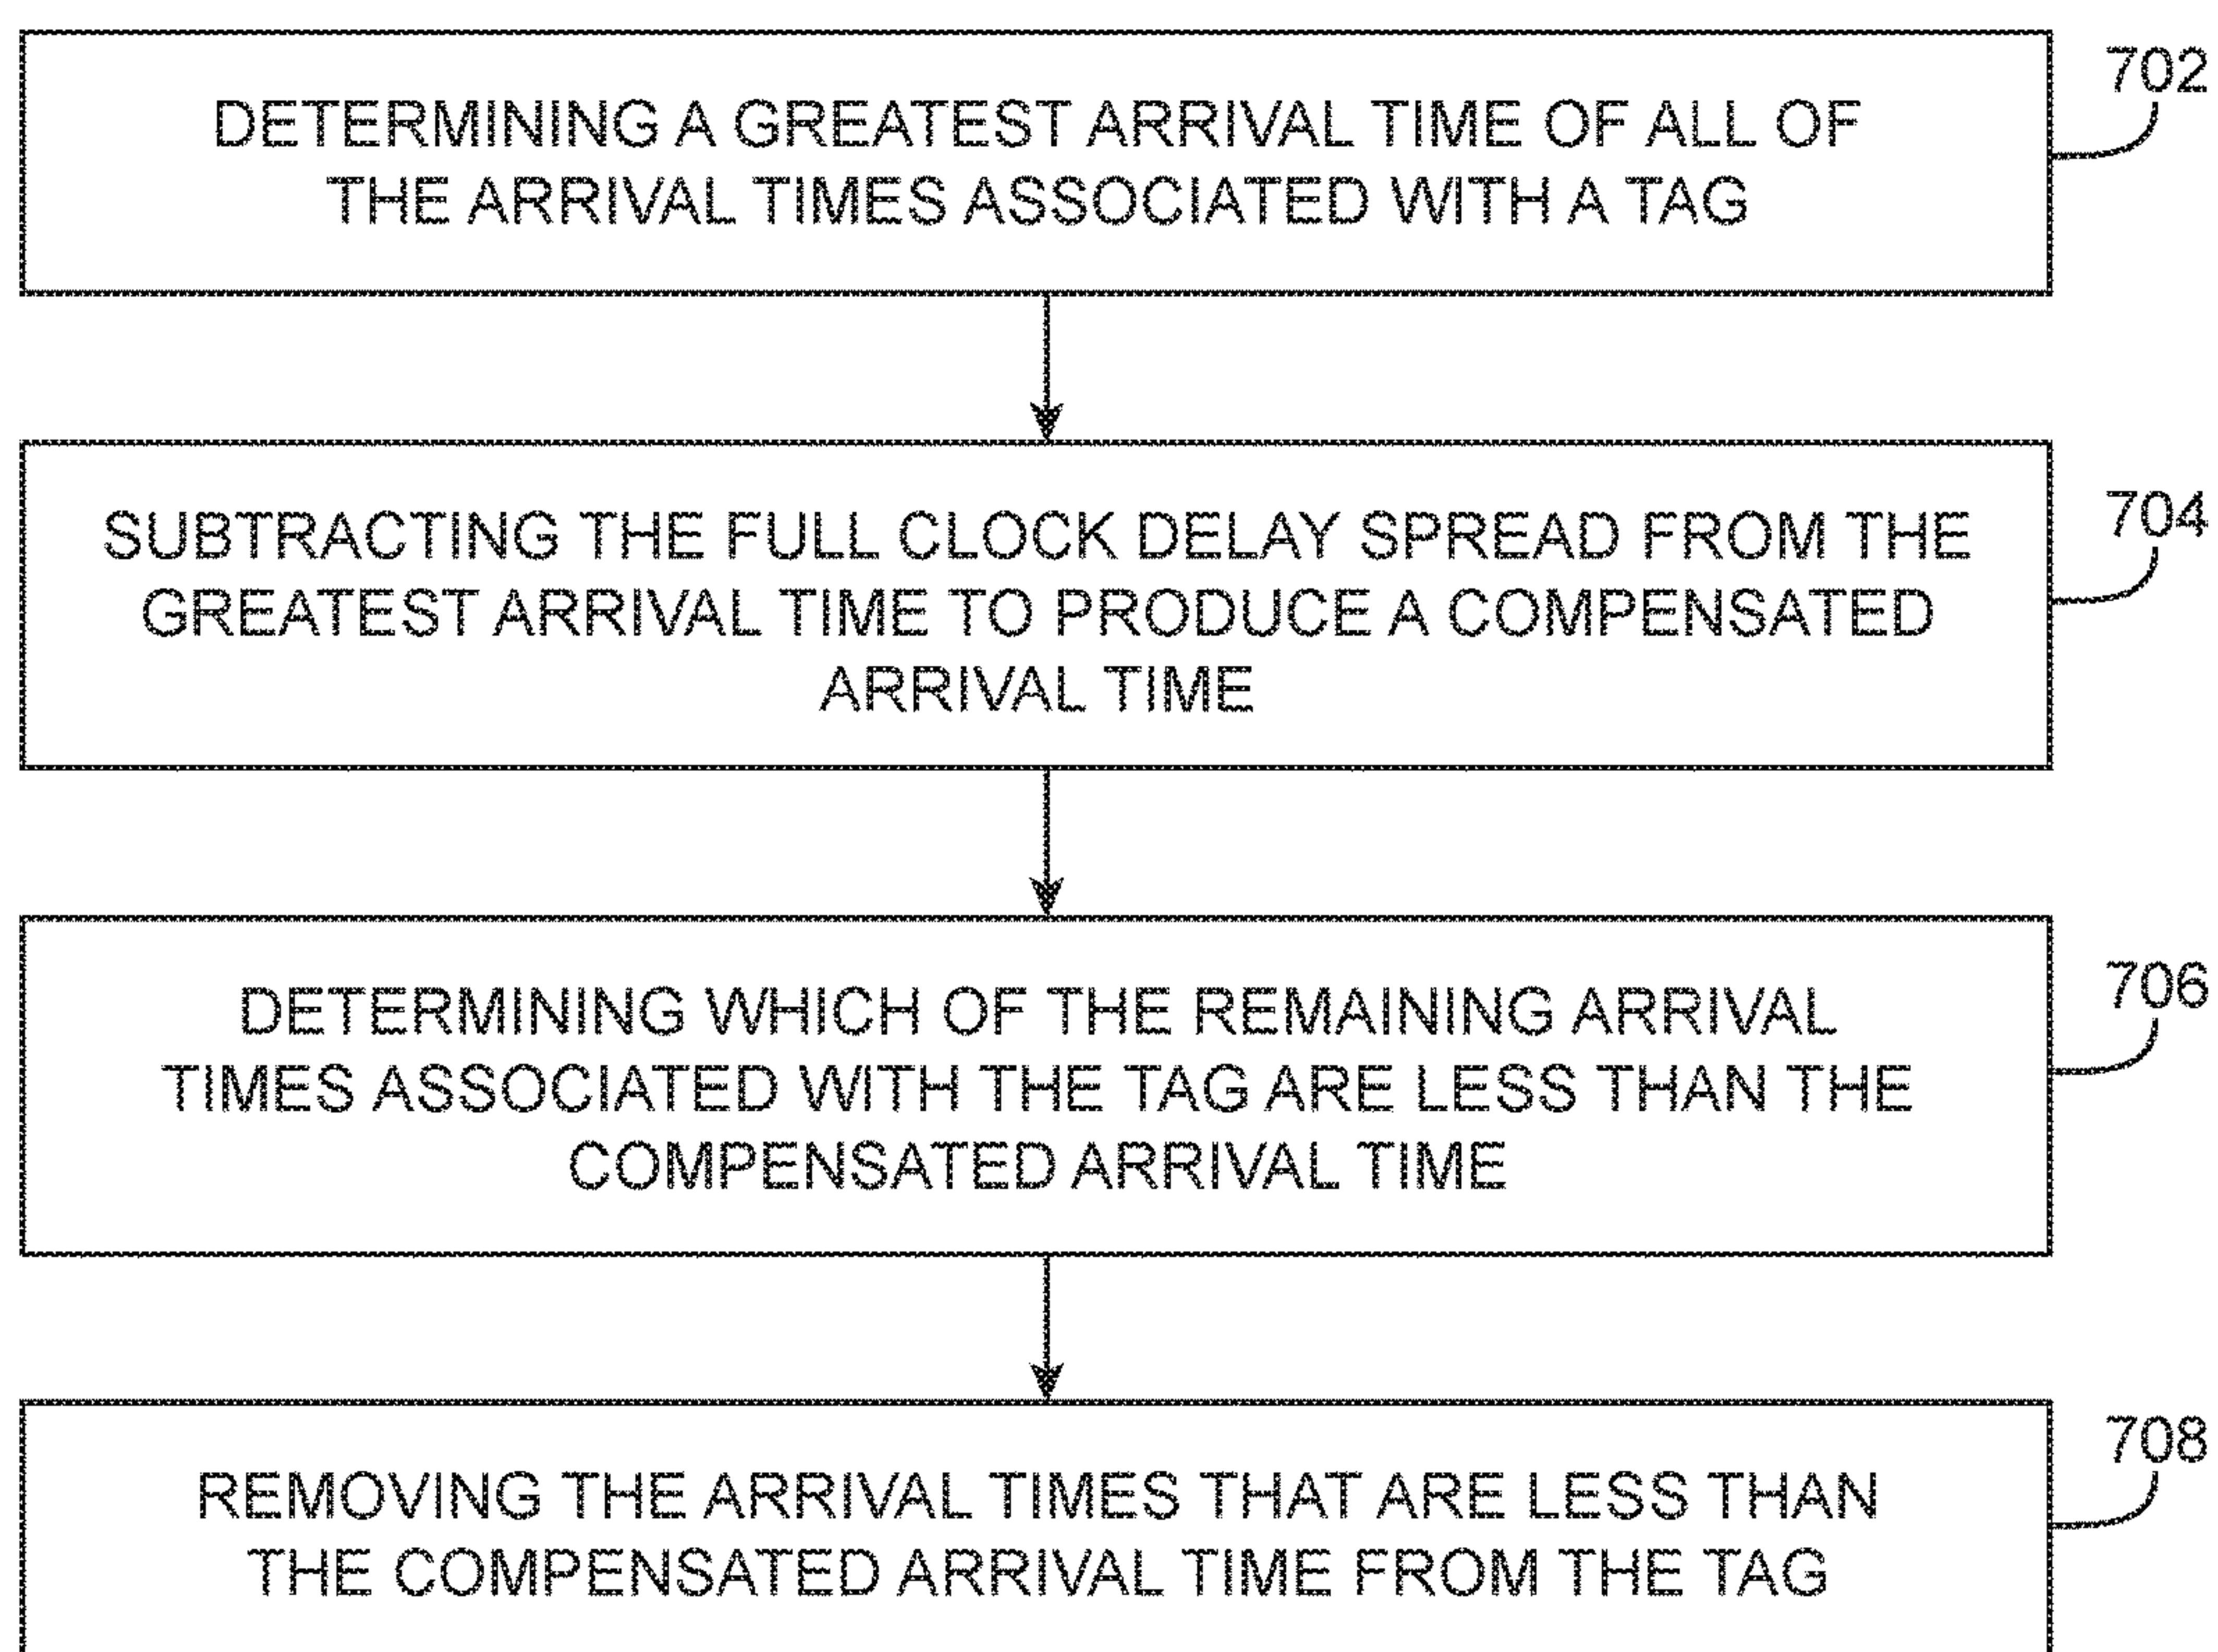 DETERMINING A GREATEST ARRIVAL TIME OF ALL OF
THE ARRIVAL TIMES ASSOCIATED WITH A TAG
702
SUBTRACTING THE FULL CLOCK DELAY SPREAD FROM THE
GREATEST ARRIVAL TIME TO PRODUCE A COMPENSATED
ARRIVAL TIME
704
DETERMINING WHICH OF THE REMAINING ARRIVAL
TIMES ASSOCIATED WITH THE TAG ARE LESS THAN THE
COMPENSATED ARRIVAL TIME
706
REMOVING THE ARRIVAL TIMES THAT ARE LESS THAN
THE COMPENSATED ARRIVAL TIME FROM THE TAG
708